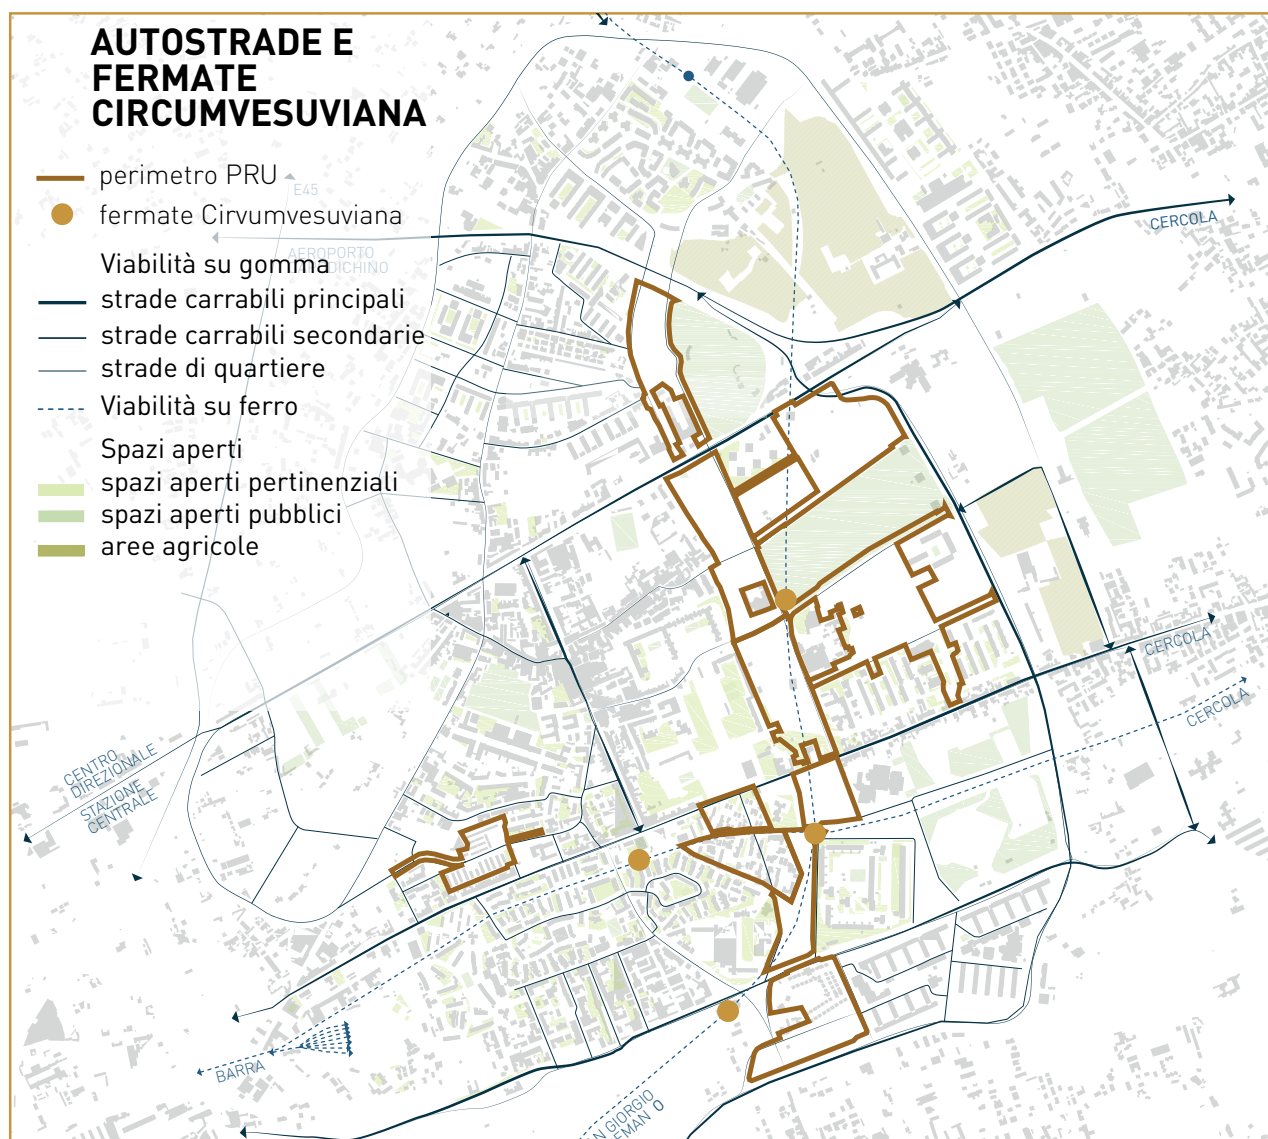 AUTOSTRADE E
FERMATE
CIRCUMVESUVIANA
perimetro PRU
E45
fermate Cirvumvesuviana
CERCOLA
AEROPORTO
Viabilità su gomma
strade carrabili principali
strade carrabili secondarie
strade di quartiere
Viabilità su ferro
Spazi aperti
spazi aperti pertinenziali
spazi aperti pubblici
aree agricole
CERCOLA
CERCOLA
CENTRO
DIREZIONALE
STAZIONE
CENTRALE
BARRA
GIORGIO